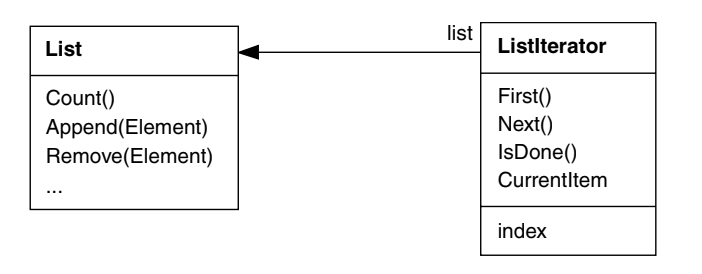 List
Count()
Append(Element)
Remove(Element)
...
list
ListIterator
First()
Next()
IsDone()
CurrentItem
index